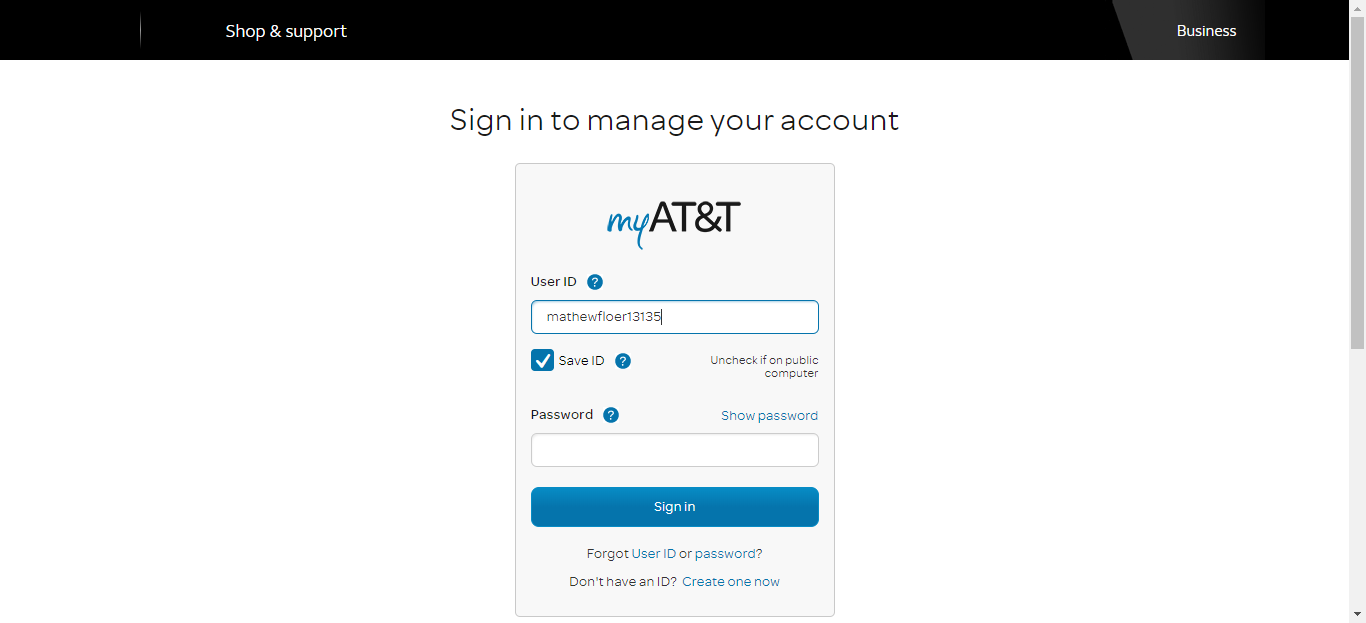 Shop & support
Business
Sign in to manage your account
myAT&T
User ID ?
mathewfloer13135
Save ID ?
Uncheck if on public
computer
Password ?
Show password
Sign in
Forgot User ID or password?
Don't have an ID? Create one now